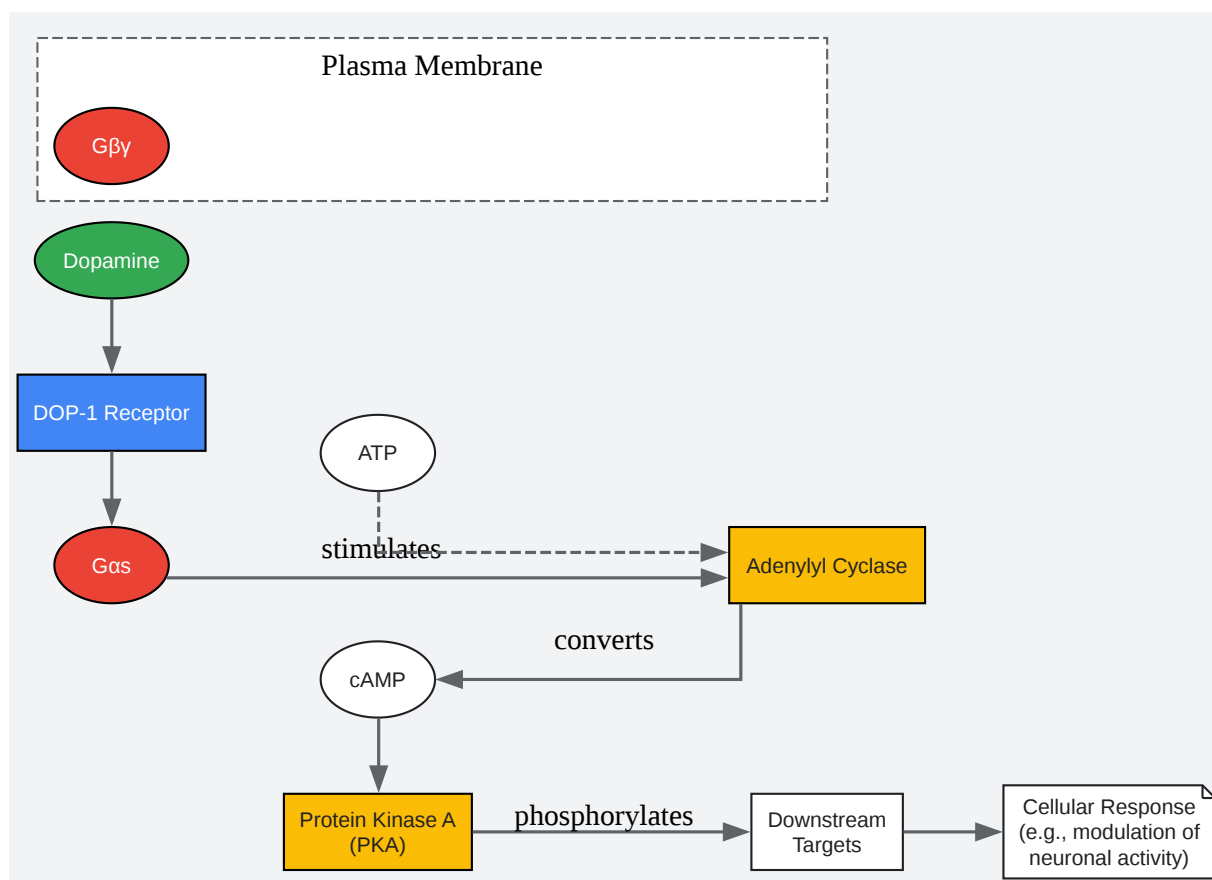 Plasma Membrane
Gβγ
Dopamine
DOP-1 Receptor
ATP
stimulates
Gαs
Adenylyl Cyclase
converts
cAMP
Protein Kinase A
(PKA)
phosphorylates
Downstream
Targets
Cellular Response
(e.g., modulation of
neuronal activity)